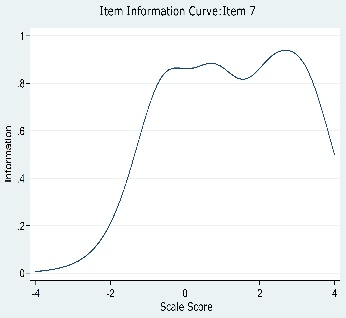 Item Information Curve:Item 7
1
.8
.6
.4
.2
0
Information
-4 -2 0 2 4
Scale Score